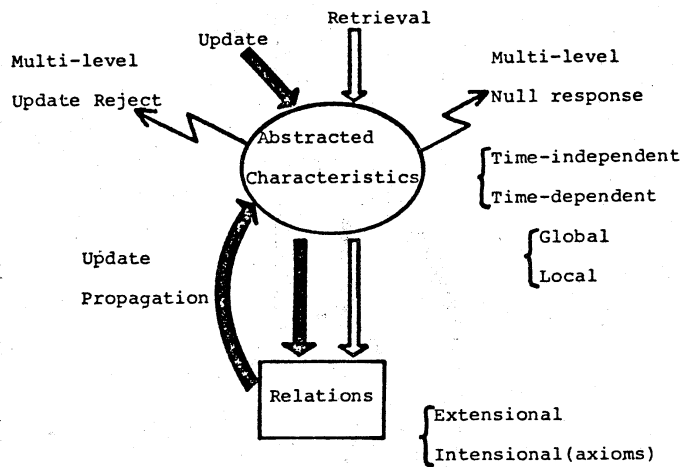 Retrieval
Update
Multi-level
Update Reject
Multi-level
Null response
Abstracted
Characteristics
Time-independent
Time-dependent
Global
Local
Update
Propagation
Relations
Extensional
Intensional(axioms)